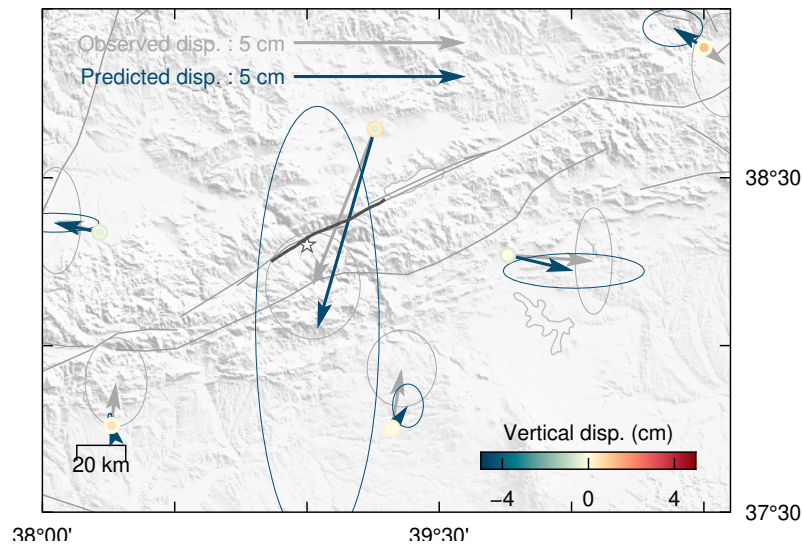 Observed disp. : 5 cm
Predicted disp. : 5 cm
38°30'
20 km
Vertical disp. (cm)
−4 0 4
37°30'
38°00' 39°30'